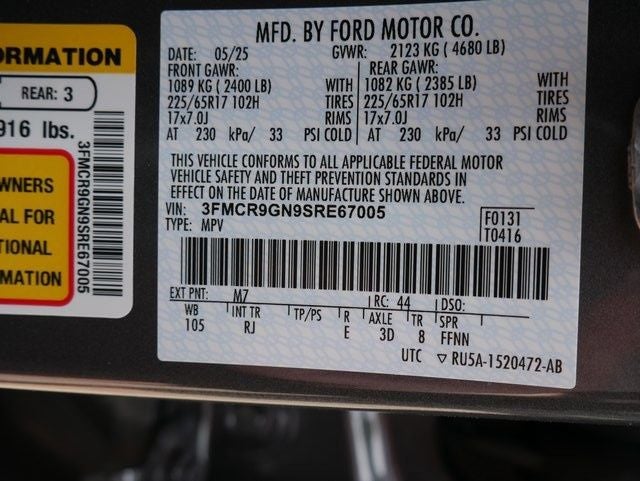 ORMATION
REAR: 3
916 lbs.
WNERS
AL FOR
TIONAL
MATION
3FMCR9GN9SRE67005
MFD. BY FORD MOTOR CO.
DATE: 05/25 GVWR: 2123 KG ( 4680 LB)
FRONT GAWR: REAR GAWR:
1089 KG ( 2400 LB) WITH 1082 KG ( 2385 LB) WITH
225/65R17 102H TIRES 225/65R17 102H TIRES
17x7.0J RIMS 17x7.0J RIMS
AT 230 kPa/ 33 PSI COLD AT 230 kPa/ 33 PSI COLD
THIS VEHICLE CONFORMS TO ALL APPLICABLE FEDERAL MOTOR
VEHICLE SAFETY AND THEFT PREVENTION STANDARDS IN
EFFECT ON THE DATE OF MANUFACTURE SHOWN ABOVE.
VIN: 3FMCR9GN9SRE67005 F0131
TYPE: MPV T0416
EXT PNT: M7 RC: 44 DSO:
WB INT TR TP/PS R AXLE TR SPR
105 RJ E 3D 8 FFNN
UTC ▽ RU5A-1520472-AB